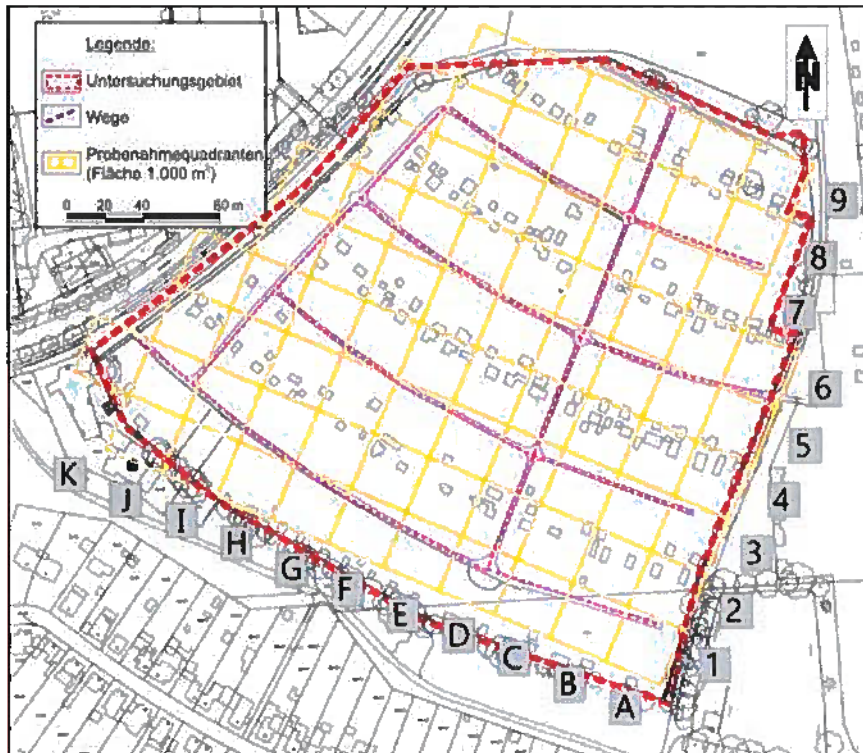 Legende:
Untersuchungsgebiet
Wege
Probenahmequadranten
(Fläche 1.000 m²)
0 20 40 80 m
N
9
8
7
6
5
4
3
2
1
K
J
I
H
G
F
E
D
C
B
A